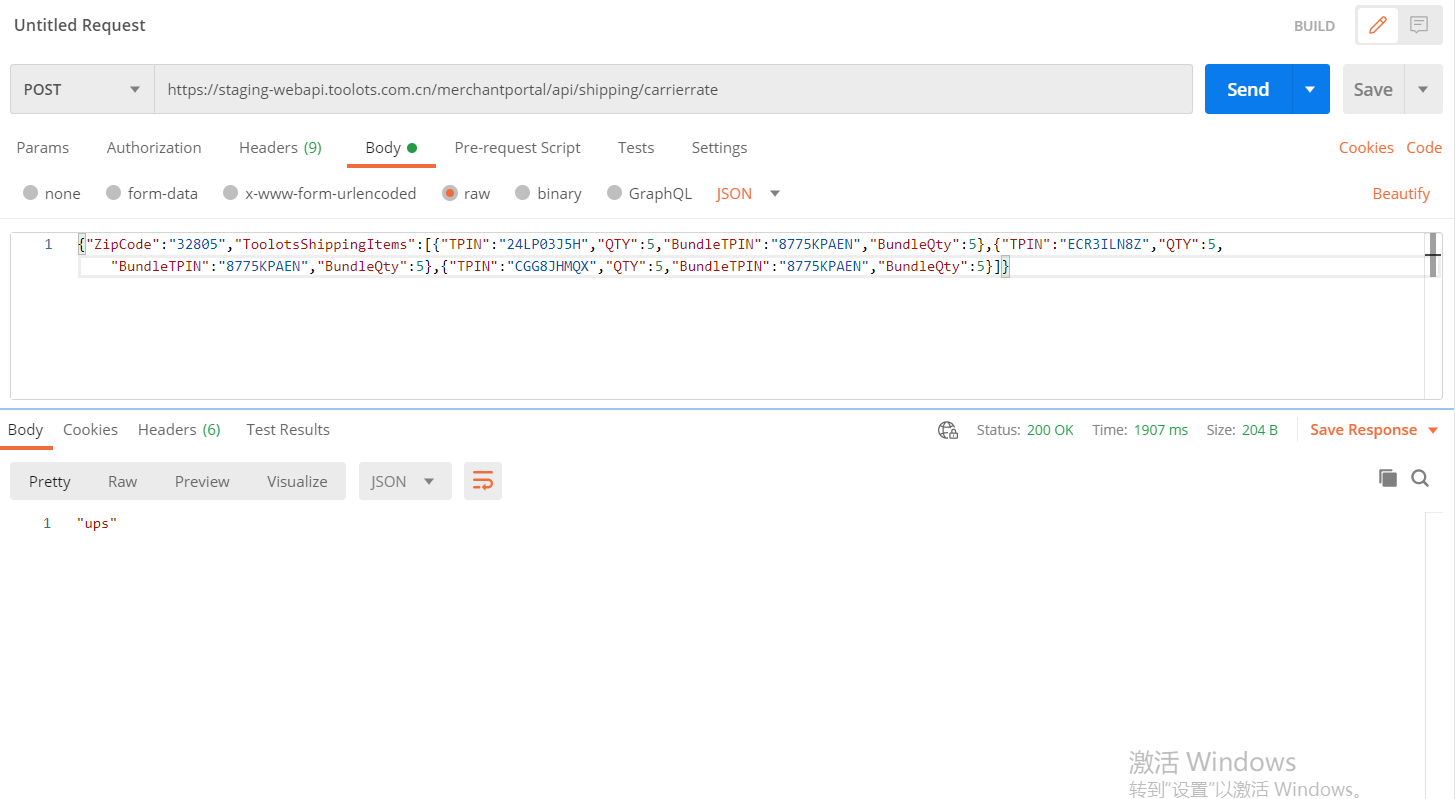 Untitled Request
BUILD
POST https://staging-webapi.toolots.com.cn/merchantportal/api/shipping/carrierrate Send Save
Params Authorization Headers (9) Body Pre-request Script Tests Settings Cookies Code
none form-data x-www-form-urlencoded raw binary GraphQL JSON Beautify
1 {"ZipCode":"32805","ToolotsShippingItems":[{"TPIN":"24LP03J5H","QTY":5,"BundleTPIN":"8775KPAEN","BundleQty":5},{"TPIN":"ECR3ILN8Z","QTY":5,
"BundleTPIN":"8775KPAEN","BundleQty":5},{"TPIN":"CGG8JHMQX","QTY":5,"BundleTPIN":"8775KPAEN","BundleQty":5}]}
Body Cookies Headers (6) Test Results Status: 200 OK Time: 1907 ms Size: 204 B Save Response
Pretty Raw Preview Visualize JSON
1 "ups"
激活 Windows
转到“设置”以激活 Windows。